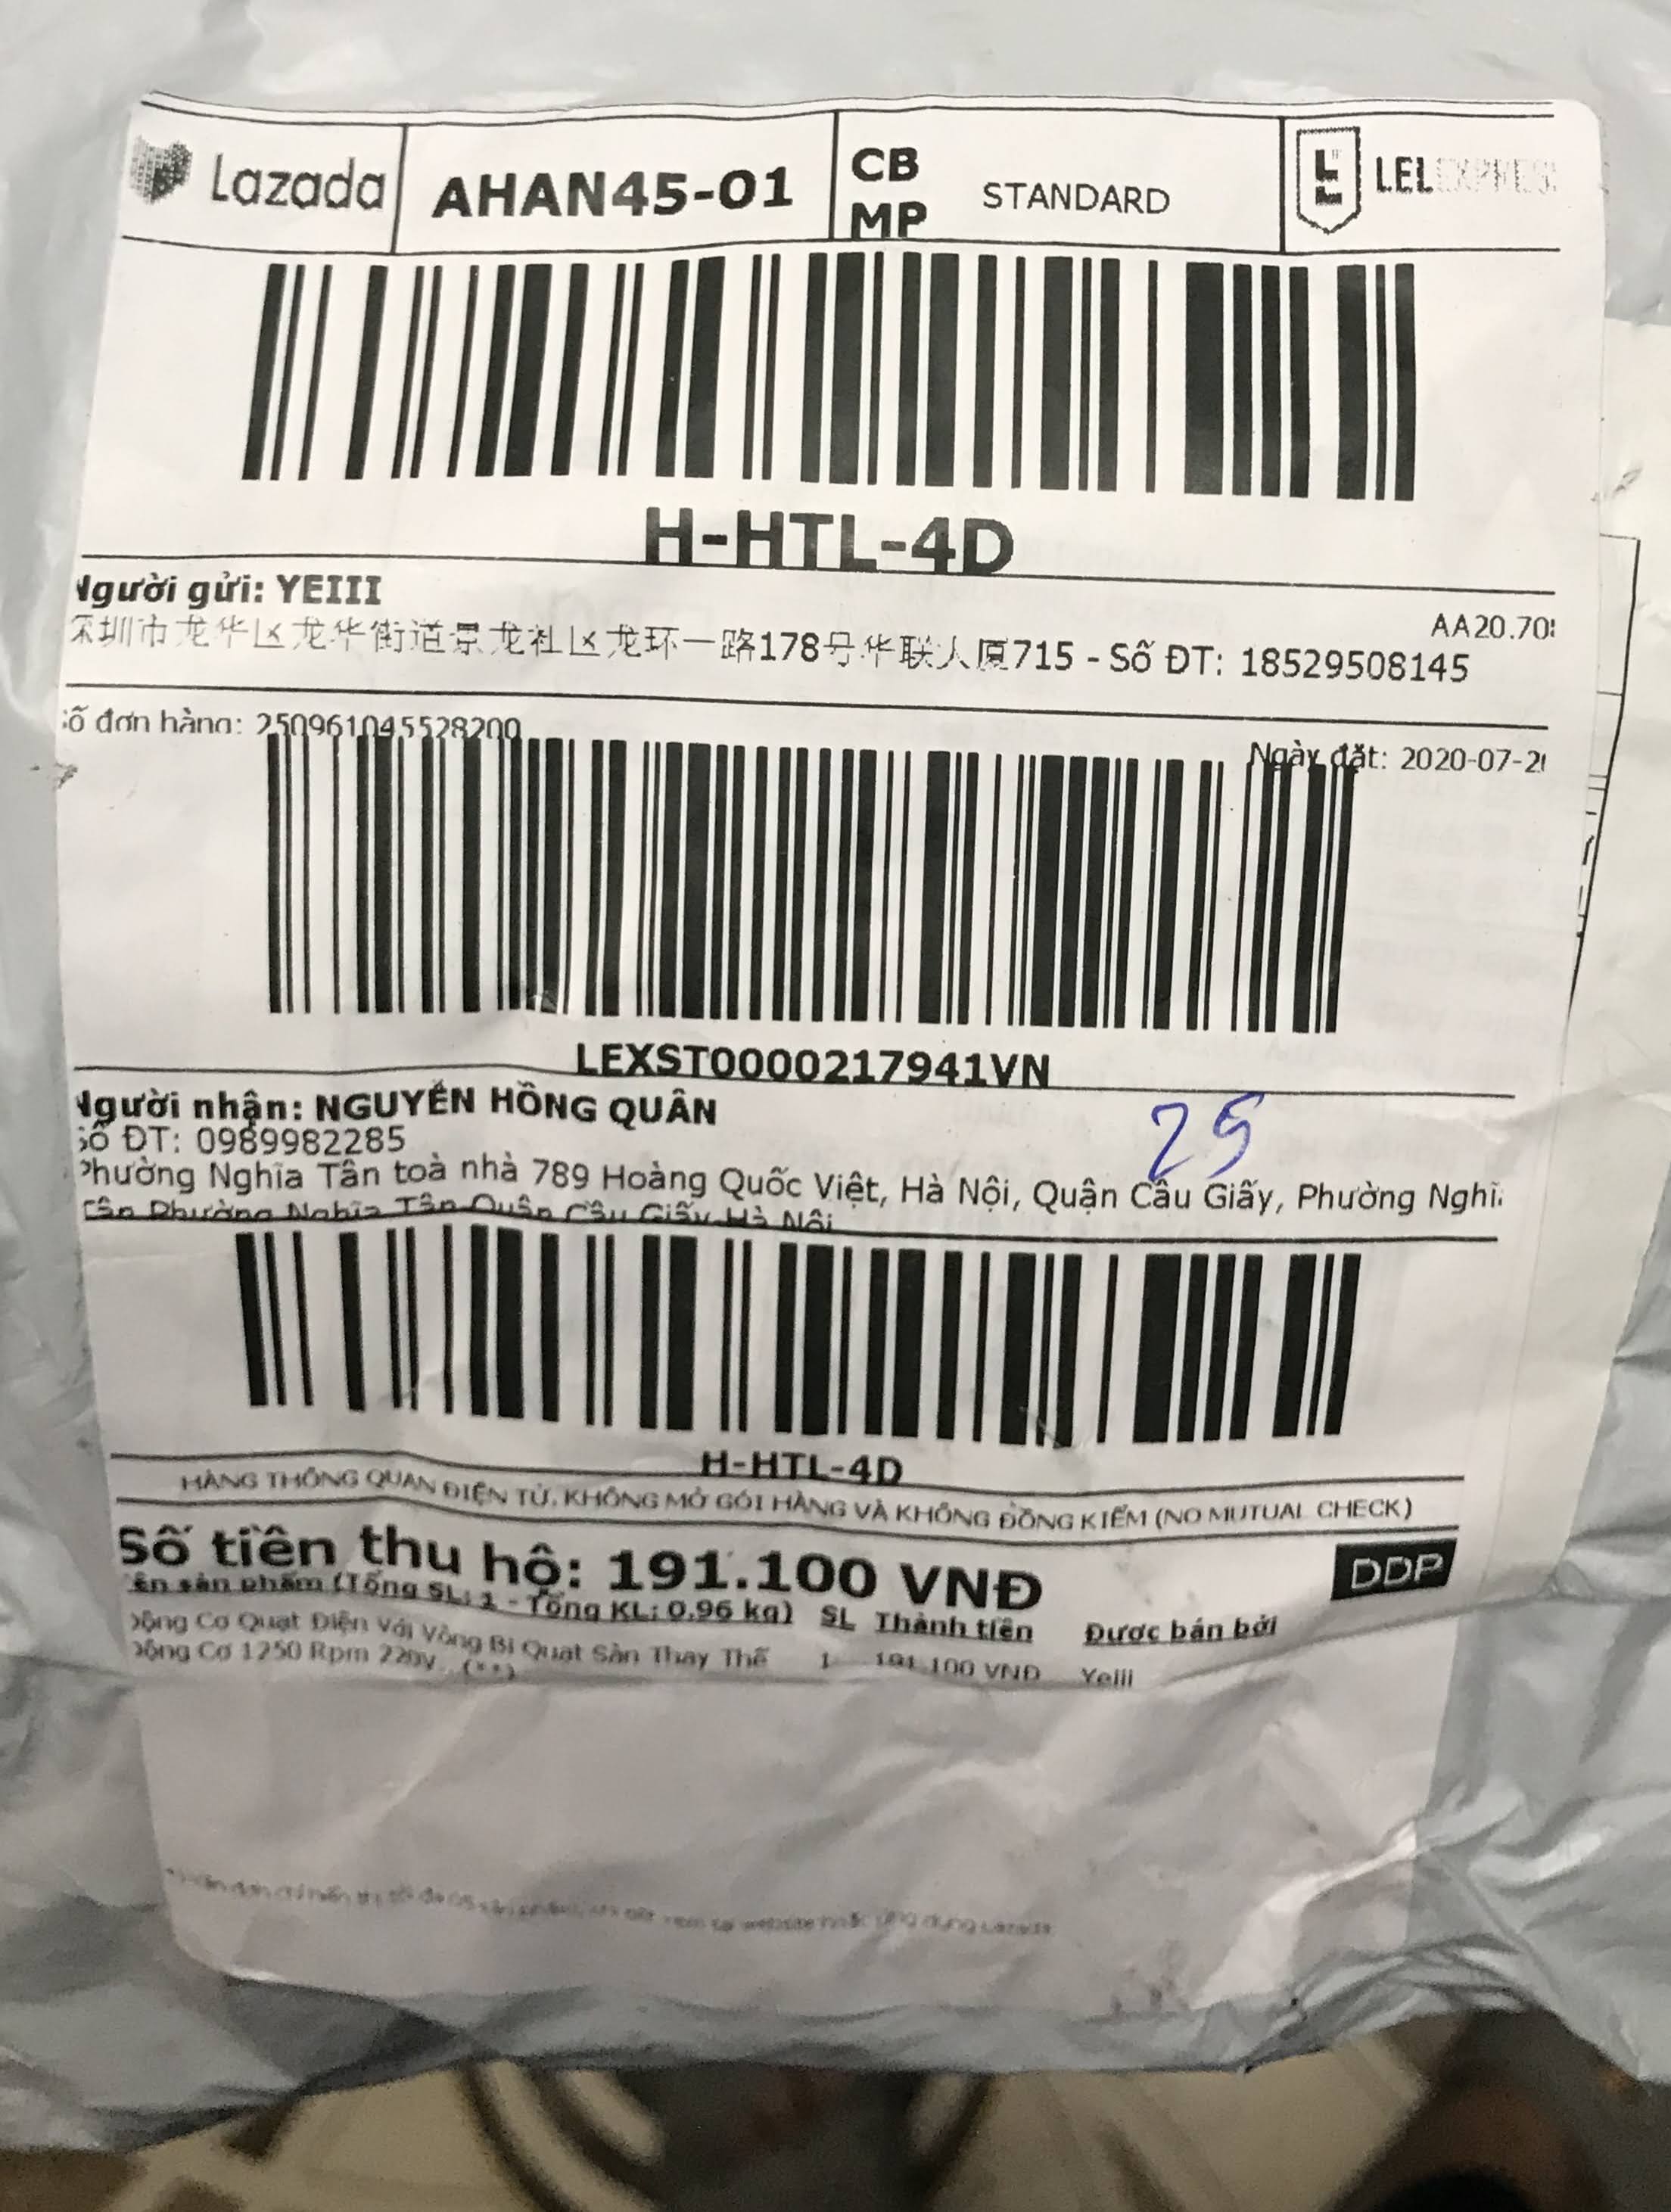 Lazada
AHAN45-01
CB
MP
STANDARD
LEL EXPRESS
H-HTL-4D
Người gửi: YEIII
AA20.708
深圳市龙华区龙华街道景龙社区龙环一路178号华联大厦715 - Số ĐT: 18529508145
Số đơn hàng: 250961045528200
Ngày đặt: 2020-07-2
LEXST0000217941VN
Người nhận: NGUYỄN HỒNG QUÂN
25
Số ĐT: 0989982285
Phường Nghĩa Tân toà nhà 789 Hoàng Quốc Việt, Hà Nội, Quận Cầu Giấy, Phường Nghĩa
Tân Phường Nghĩa Tân Quận Cầu Giấy Hà Nội
H-HTL-4D
HÀNG THÔNG QUAN ĐIỆN TỬ, KHÔNG MỞ GÓI HÀNG VÀ KHÔNG ĐỒNG KIỂM (NO MUTUAL CHECK)
Số tiền thu hộ: 191.100 VNĐ
DDP
Tên sản phẩm (Tổng SL: 1 - Tổng KL: 0.96 kg) SL Thành tiền Được bán bởi
Động Cơ Quạt Điện Với Vòng Bi Quạt Sàn Thay Thế 1 191.100 VNĐ Yeiii
Động Cơ 1250 Rpm 220v (**)
website hoặc ứng dụng Lazada